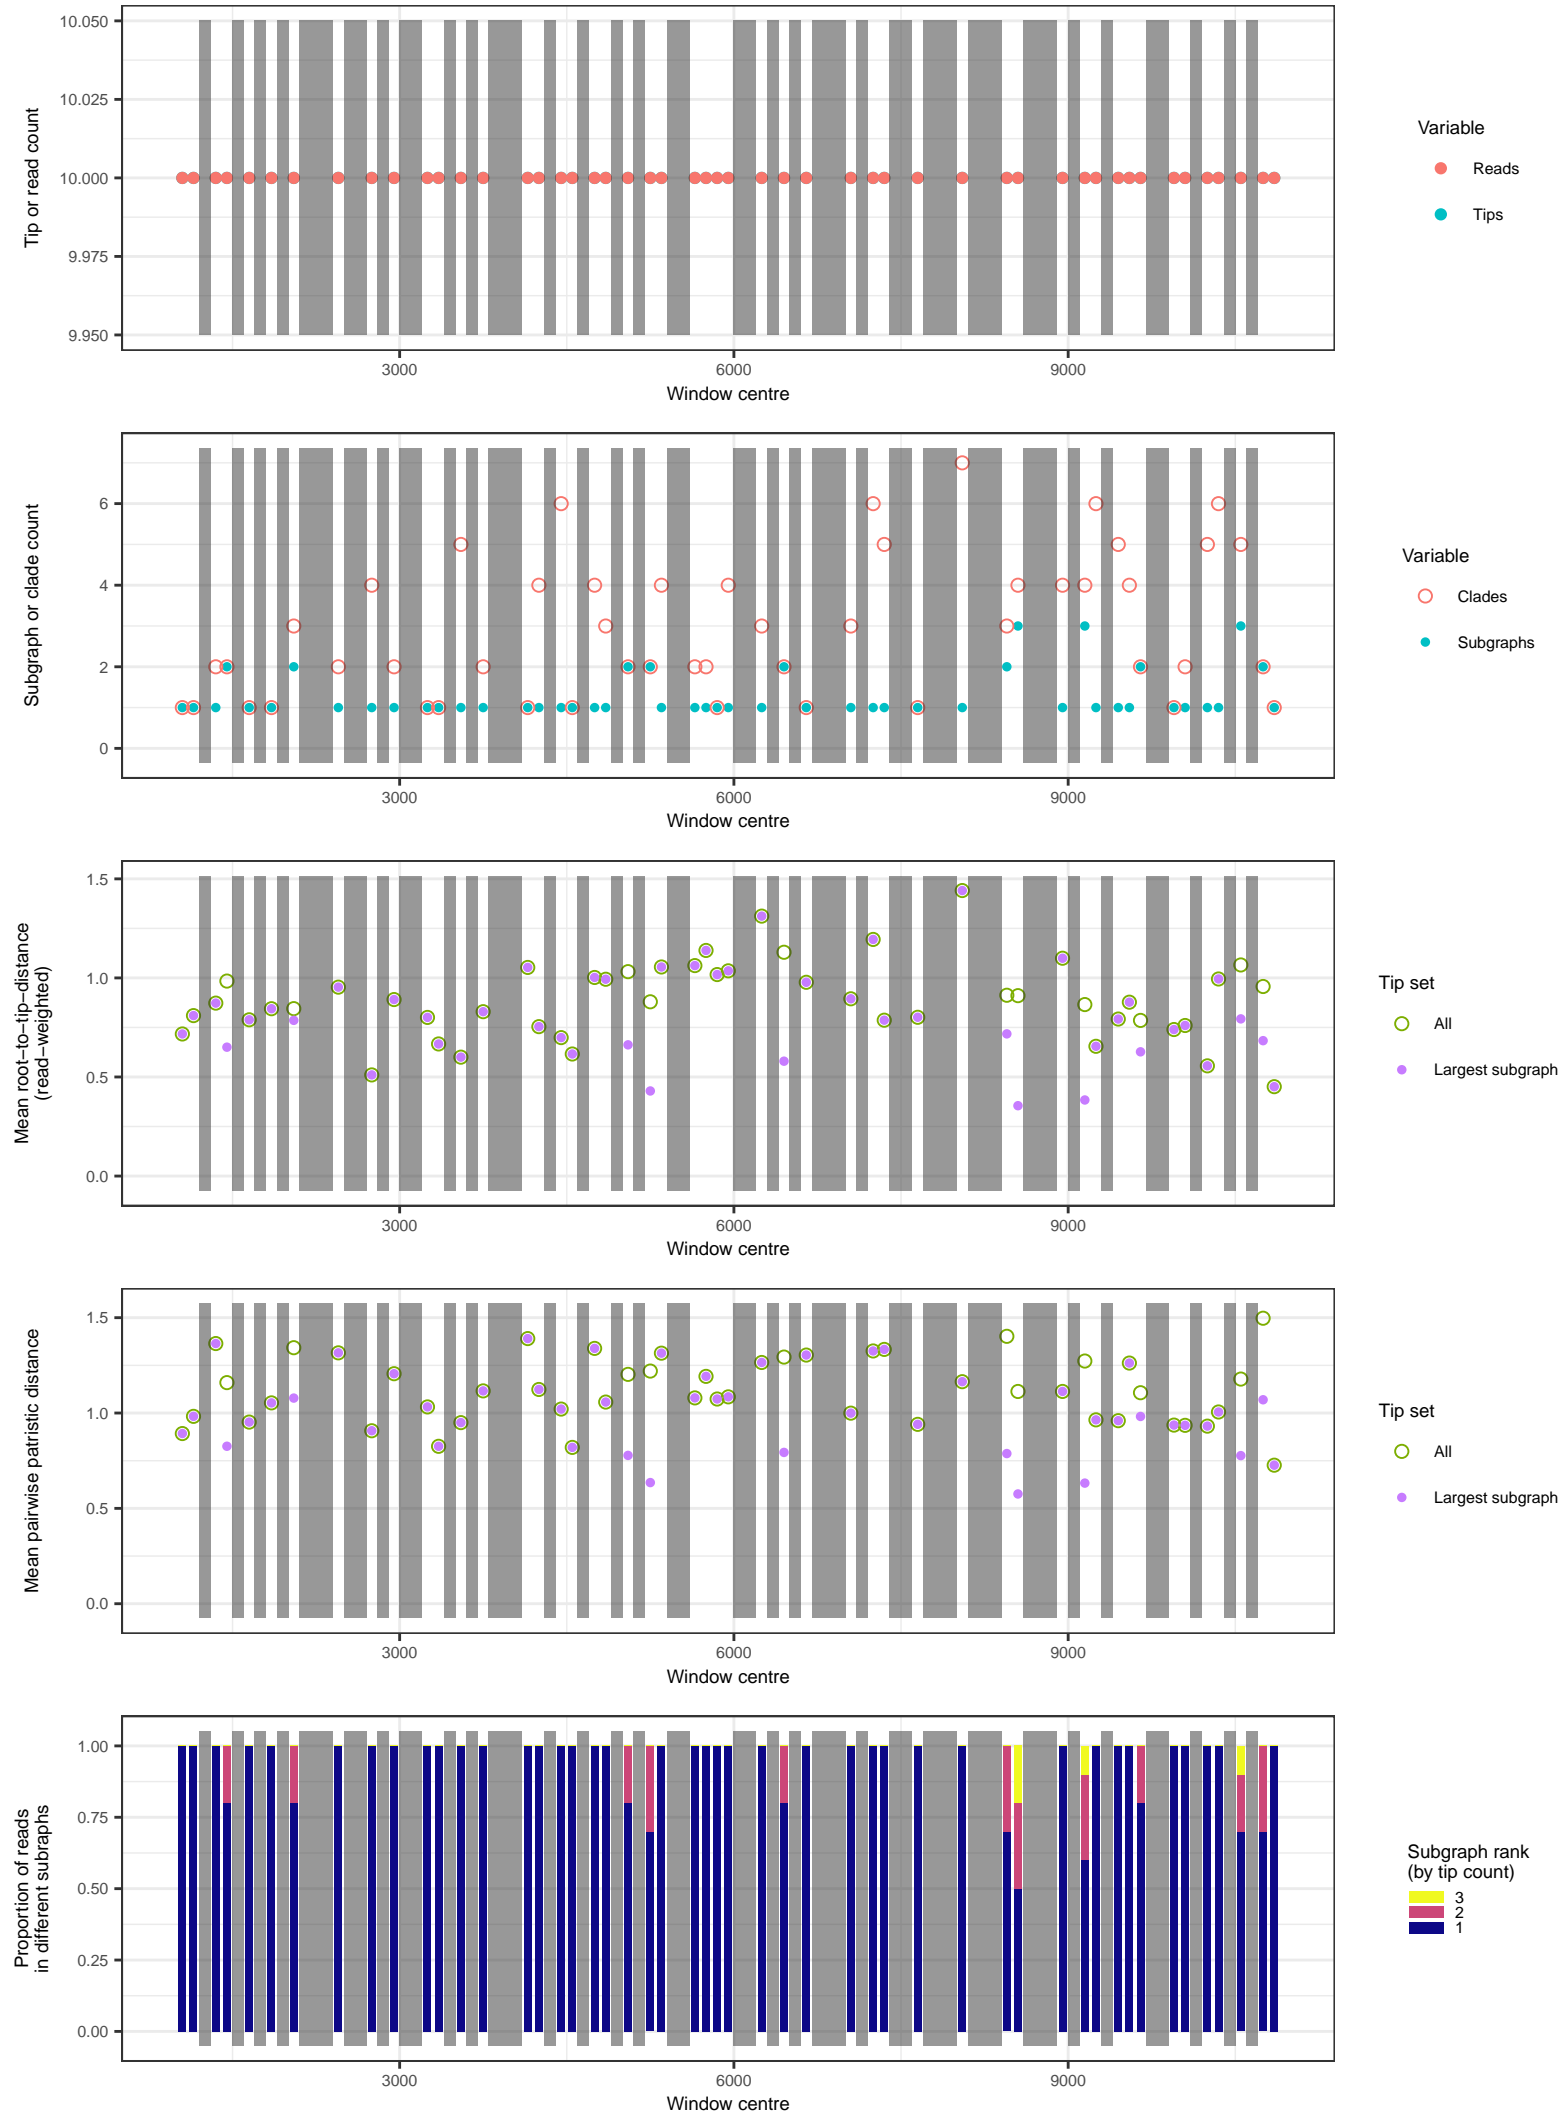 10.050
10.025
10.000
9.975
9.950
Tip or read count
3000
6000
9000
Window centre
Variable
Reads
Tips
6
4
2
0
Subgraph or clade count
3000
6000
9000
Window centre
Variable
Clades
Subgraphs
1.5
1.0
0.5
0.0
Mean root−to−tip−distance
(read−weighted)
3000
6000
9000
Window centre
Tip set
All
Largest subgraph
1.5
1.0
0.5
0.0
Mean pairwise patristic distance
3000
6000
9000
Window centre
Tip set
All
Largest subgraph
1.00
0.75
0.50
0.25
0.00
Proportion of reads
in different subraphs
3000
6000
9000
Window centre
Subgraph rank
(by tip count)
3
2
1